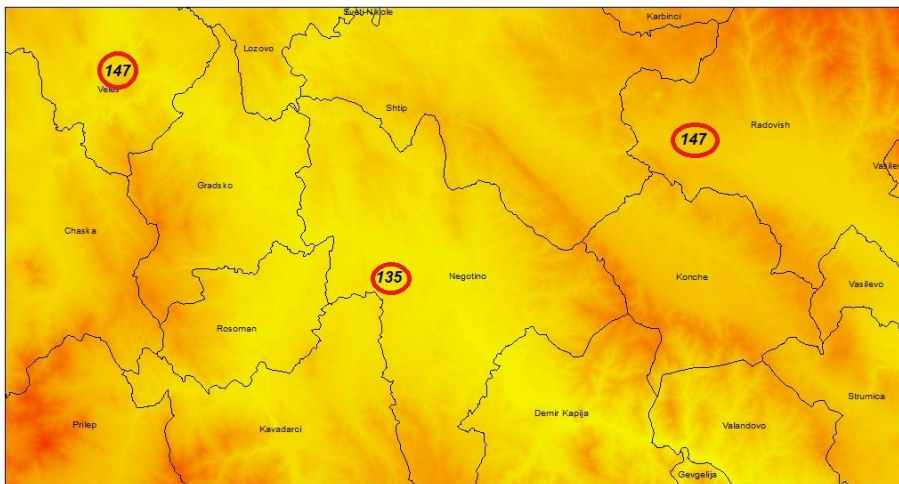 Sveti Nikole
Karbinci
Lozovo
147
Veles
Shtip
Radovish
147
Vasilevo
Gradsko
Chaska
Negotino
135
Konche
Vasilevo
Rosoman
Strumica
Demir Kapija
Prilep
Kavadarci
Valandovo
Gevgelija